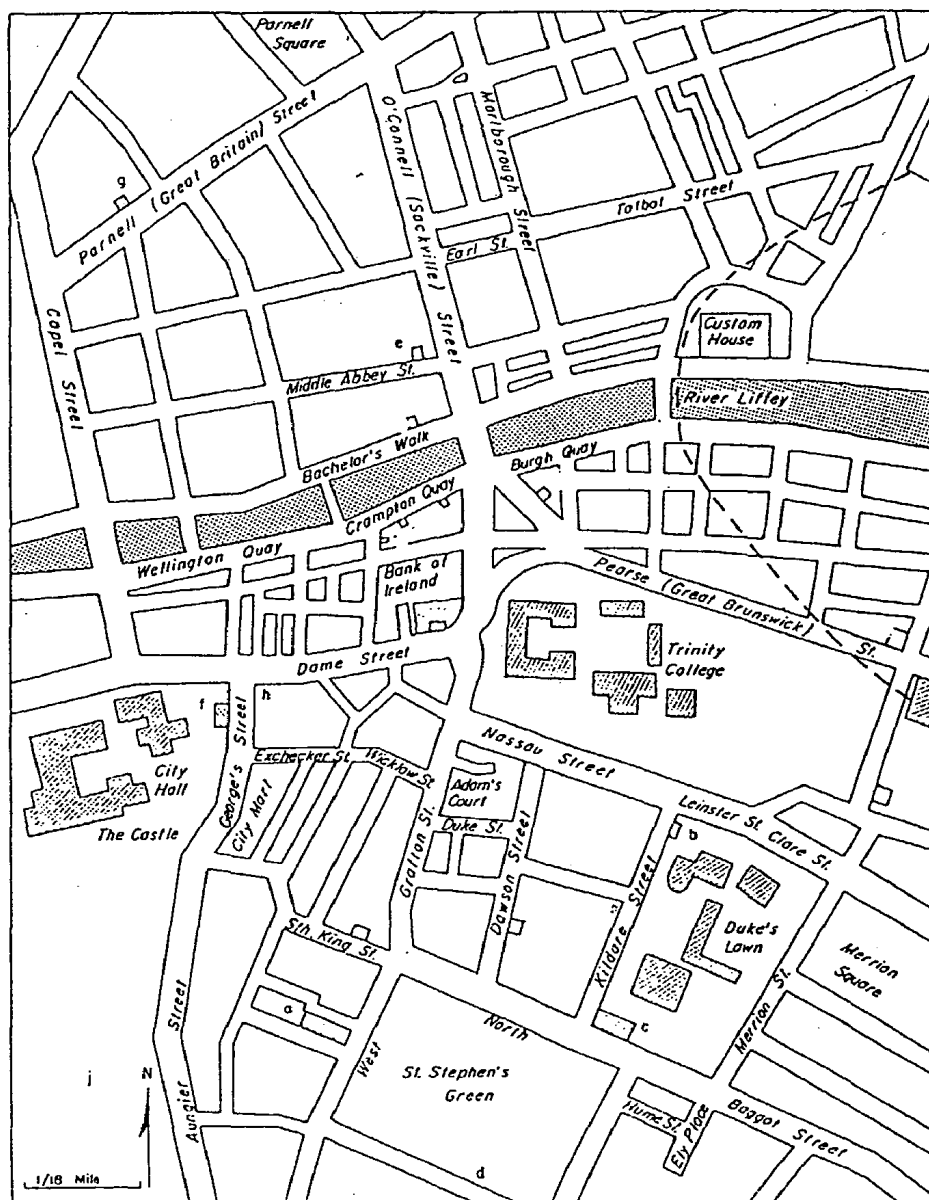 Parnell
Square
Parnell (Great Britain) Street
O'Connell (Sackville) Street
Marlborough Street
g
Talbot Street
Earl St.
Capel Street
e
Middle Abbey St.
Custom
House
River Liffey
Bachelor's Walk
Burgh Quay
Crampton Quay
Wellington Quay
Bank of
Ireland
Pearse (Great Brunswick) St.
i
Trinity
College
Dame Street
f
h
George's Street
City
Hall
The Castle
Exchecker St.
Wicklow St.
City Mart
Nassau Street
Adam's
Court
Duke St.
Grafton St.
Dawson Street
Leinster St.
Clare St.
b
Kildare Street
Duke's
Lawn
Merrion
Square
Merrion St.
Sth. King St.
a
c
North
West
St. Stephen's
Green
Aungier Street
j
N
Hume St.
Ely Place
Baggot Street
d
1/18 Mile